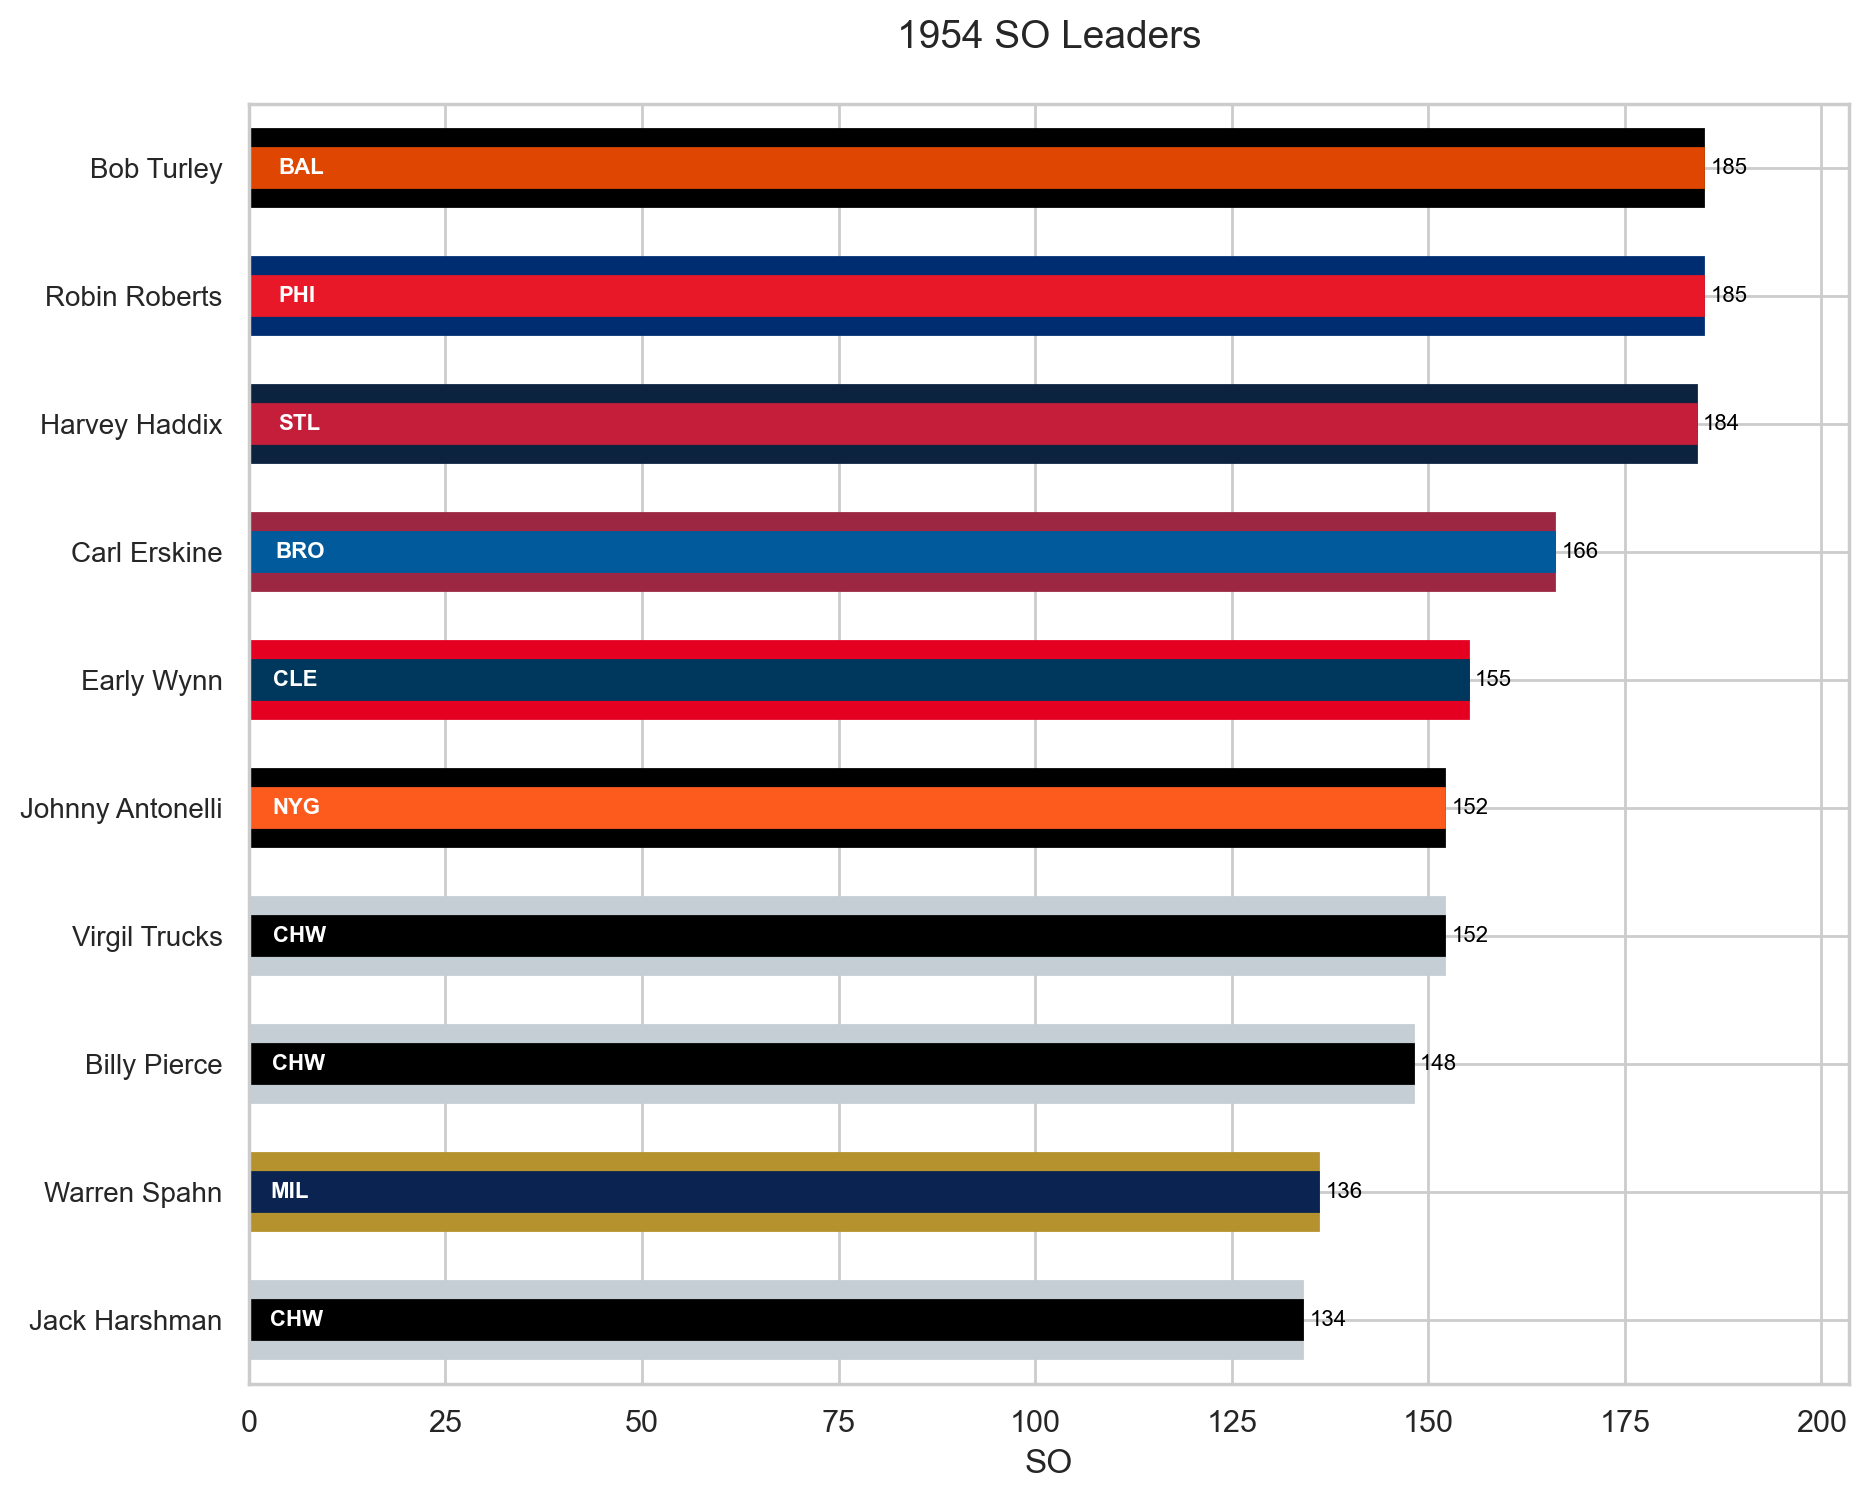 1954 SO Leaders
Bob Turley BAL 185
Robin Roberts PHI 185
Harvey Haddix STL 184
Carl Erskine BRO 166
Early Wynn CLE 155
Johnny Antonelli NYG 152
Virgil Trucks CHW 152
Billy Pierce CHW 148
Warren Spahn MIL 136
Jack Harshman CHW 134
0 25 50 75 100 125 150 175 200
SO